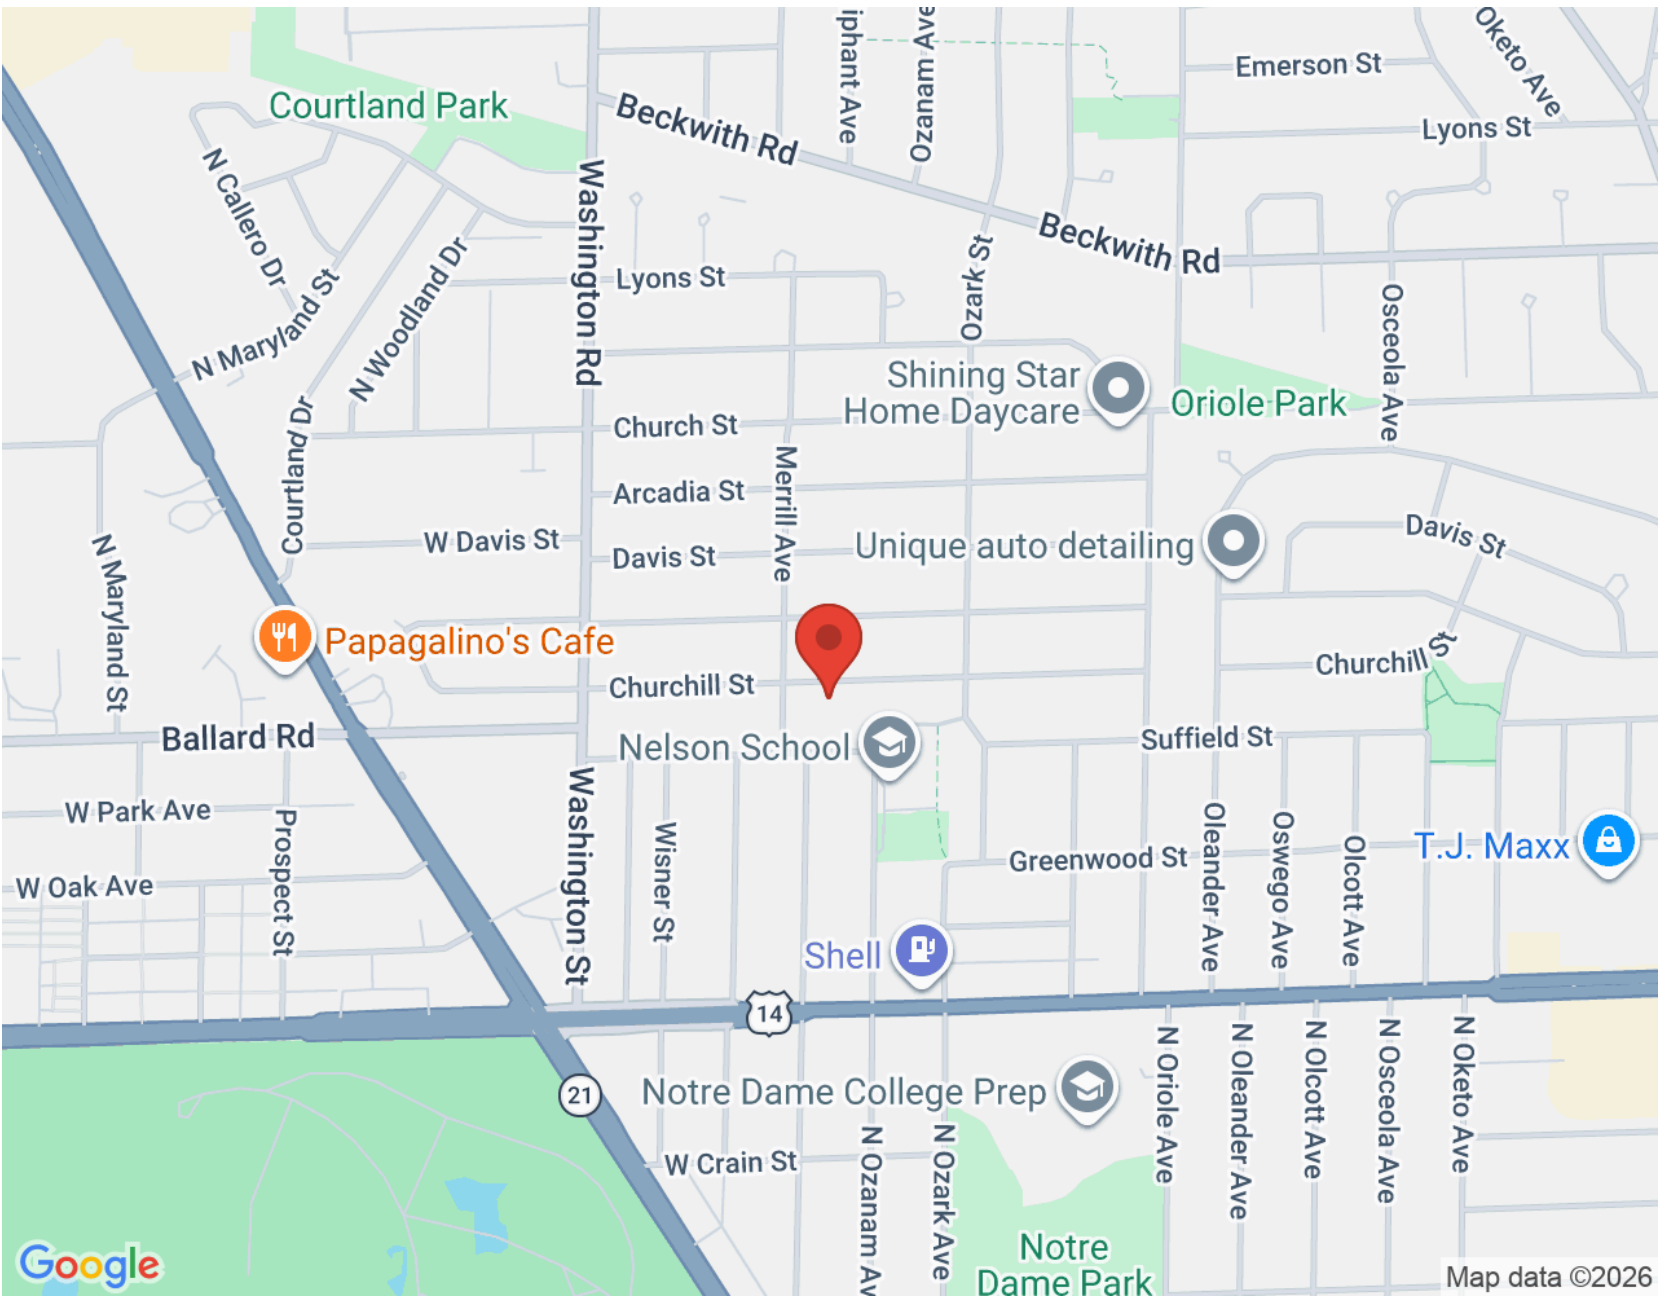 iphant Ave
Ozanam Ave
Oketo Ave
Emerson St
Courtland Park
Beckwith Rd
Lyons St
N Callero Dr
Washington Rd
Beckwith Rd
N Woodland Dr
Lyons St
Ozark St
N Maryland St
Osceola Ave
Shining Star
Home Daycare
Oriole Park
Courtland Dr
Church St
Merrill Ave
Arcadia St
W Davis St
Davis St
Unique auto detailing
Davis St
N Maryland St
Papagalino's Cafe
Churchill St
Churchill St
Ballard Rd
Nelson School
Suffield St
W Park Ave
Prospect St
Washington St
Wisner St
Oleander Ave
Oswego Ave
Olcott Ave
T.J. Maxx
Greenwood St
W Oak Ave
Shell
14
21
Notre Dame College Prep
N Oriole Ave
N Oleander Ave
N Olcott Ave
N Osceola Ave
N Oketo Ave
W Crain St
N Ozanam Av
N Ozark Ave
Notre
Dame Park
Google
Map data ©2026